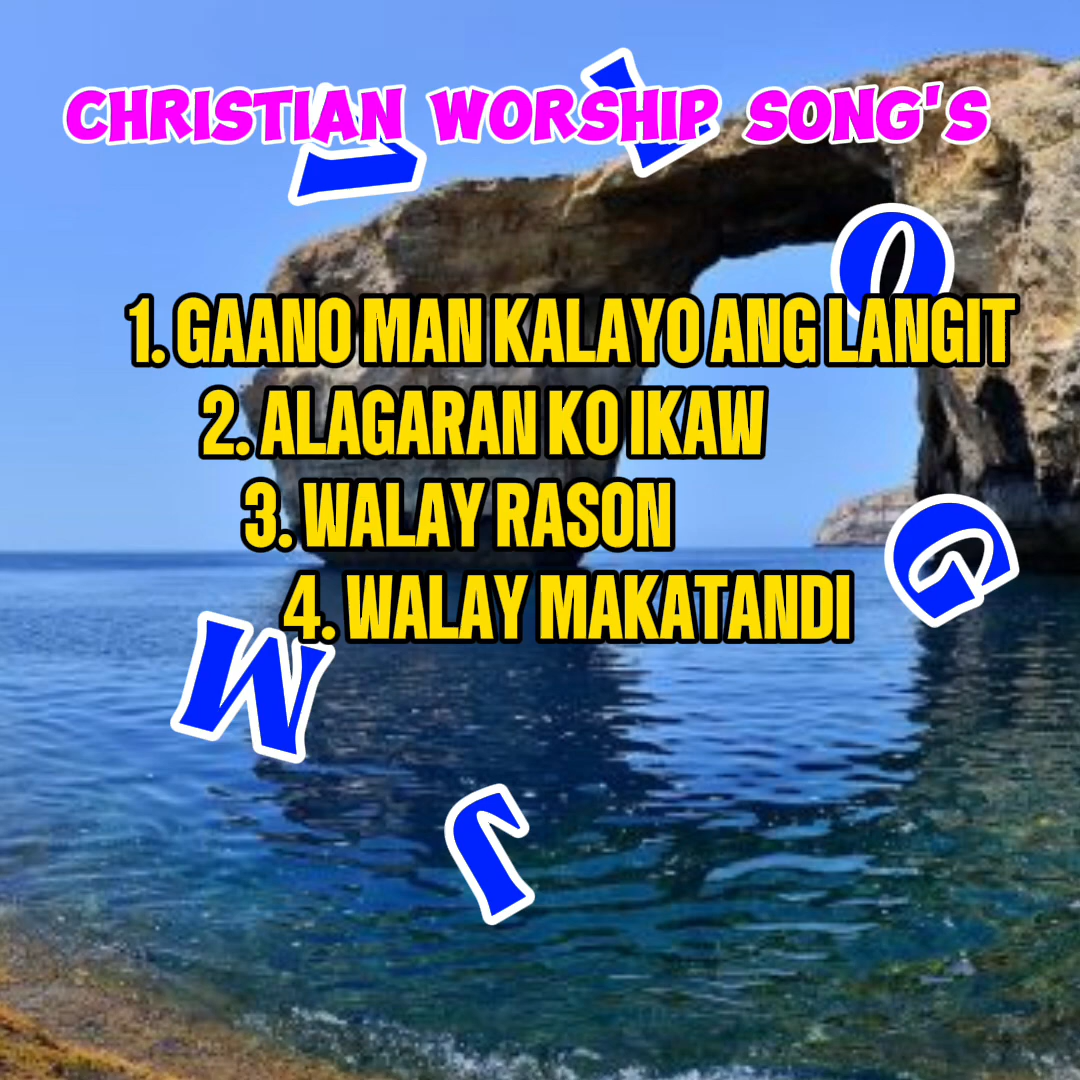 CHRISTIAN WORSHIP SONG'S
1. GAANO MAN KALAYO ANG LANGIT
2. ALAGARAN KO IKAW
3. WALAY RASON
4. WALAY MAKATANDI
O
G
M
J